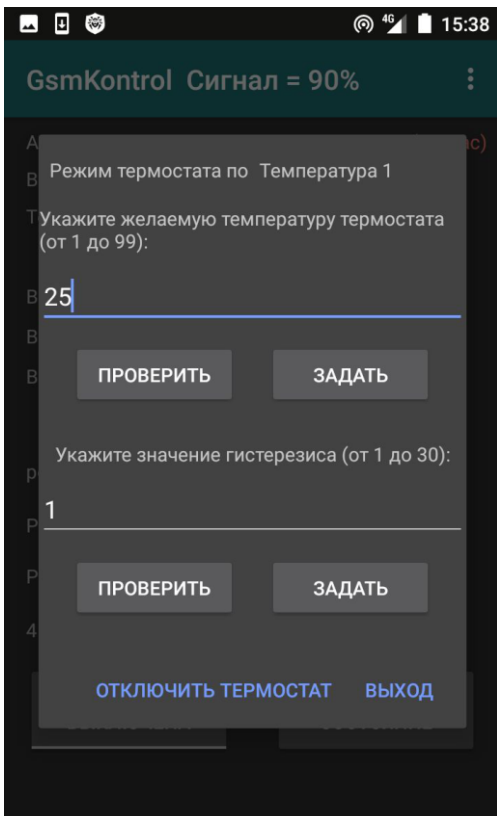 4G 15:38
GsmKontrol Сигнал = 90%
Режим термостата по Температура 1
Укажите желаемую температуру термостата
(от 1 до 99):
25
ПРОВЕРИТЬ ЗАДАТЬ
Укажите значение гистерезиса (от 1 до 30):
1
ПРОВЕРИТЬ ЗАДАТЬ
ОТКЛЮЧИТЬ ТЕРМОСТАТ ВЫХОД